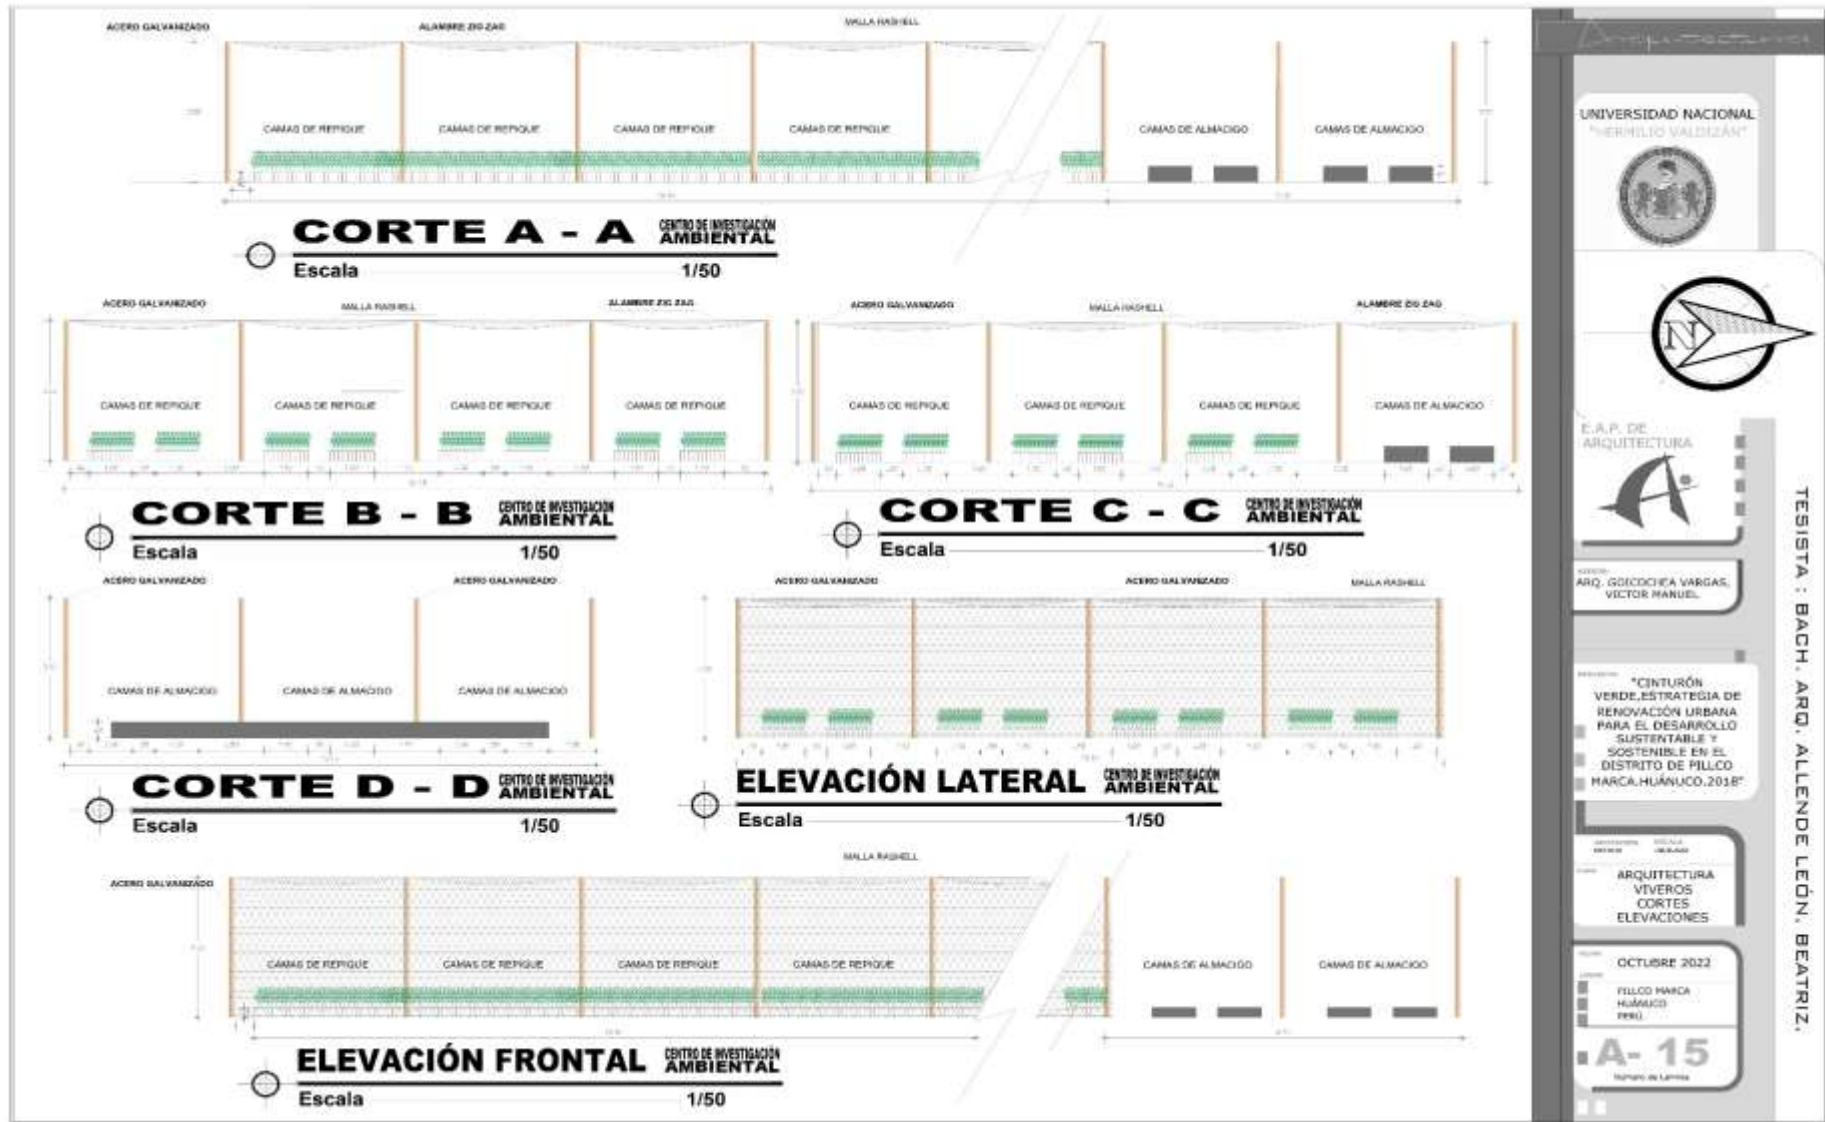 ACERO GALVANIZADO
ALAMBRE ZIG-ZAG
MALLA RASHELL
CAMAS DE REPIQUE
CAMAS DE REPIQUE
CAMAS DE REPIQUE
CAMAS DE REPIQUE
CAMAS DE ALMACIGO
CAMAS DE ALMACIGO
CORTE A - A
CENTRO DE INVESTIGACIÓN
AMBIENTAL
Escala 1/50
ACERO GALVANIZADO
MALLA RASHELL
ALAMBRE ZIG ZAG
CAMAS DE REPIQUE
CAMAS DE REPIQUE
CAMAS DE REPIQUE
CAMAS DE REPIQUE
CORTE B - B
CENTRO DE INVESTIGACIÓN
AMBIENTAL
Escala 1/50
ACERO GALVANIZADO
MALLA RASHELL
ALAMBRE ZIG ZAG
CAMAS DE REPIQUE
CAMAS DE REPIQUE
CAMAS DE REPIQUE
CAMAS DE ALMACIGO
CORTE C - C
CENTRO DE INVESTIGACIÓN
AMBIENTAL
Escala 1/50
ACERO GALVANIZADO
ACERO GALVANIZADO
CAMAS DE ALMACIGO
CAMAS DE ALMACIGO
CAMAS DE ALMACIGO
CORTE D - D
CENTRO DE INVESTIGACIÓN
AMBIENTAL
Escala 1/50
ACERO GALVANIZADO
ACERO GALVANIZADO
MALLA RASHELL
ELEVACIÓN LATERAL
CENTRO DE INVESTIGACIÓN
AMBIENTAL
Escala 1/50
MALLA RASHELL
ACERO GALVANIZADO
CAMAS DE REPIQUE
CAMAS DE REPIQUE
CAMAS DE REPIQUE
CAMAS DE REPIQUE
CAMAS DE ALMACIGO
CAMAS DE ALMACIGO
ELEVACIÓN FRONTAL
CENTRO DE INVESTIGACIÓN
AMBIENTAL
Escala 1/50
Arquitectura
UNIVERSIDAD NACIONAL
"HERMILIO VALDIZÁN"
N
E.A.P. DE
ARQUITECTURA
ARQ. GOICOCHEA VARGAS,
VICTOR MANUEL
"CINTURÓN
VERDE,ESTRATEGIA DE
RENOVACIÓN URBANA
PARA EL DESARROLLO
SUSTENTABLE Y
SOSTENIBLE EN EL
DISTRITO DE PILLCO
MARCA.HUÁNUCO.2018"
ARQUITECTURA
VIVEROS
CORTES
ELEVACIONES
OCTUBRE 2022
PILLCO MARCA
HUÁNUCO
PERÚ
A- 15
Número de Lámina
TESISTA : BACH. ARQ. ALLLENDE LEÓN, BEATRIZ.